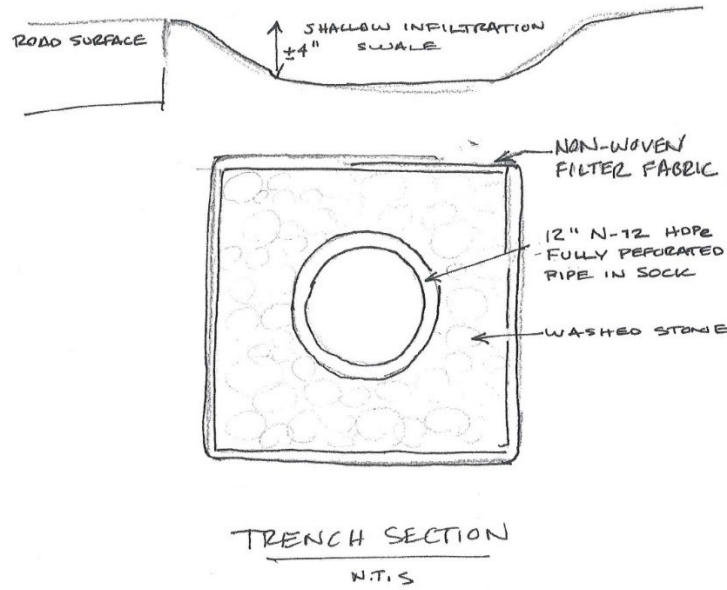 ROAD SURFACE
±4"
SHALLOW INFILTRATION
SWALE
NON-WOVEN
FILTER FABRIC
12" N-12 HDPE
FULLY PERFORATED
PIPE IN SOCK
WASHED STONE
TRENCH SECTION
N.T.S